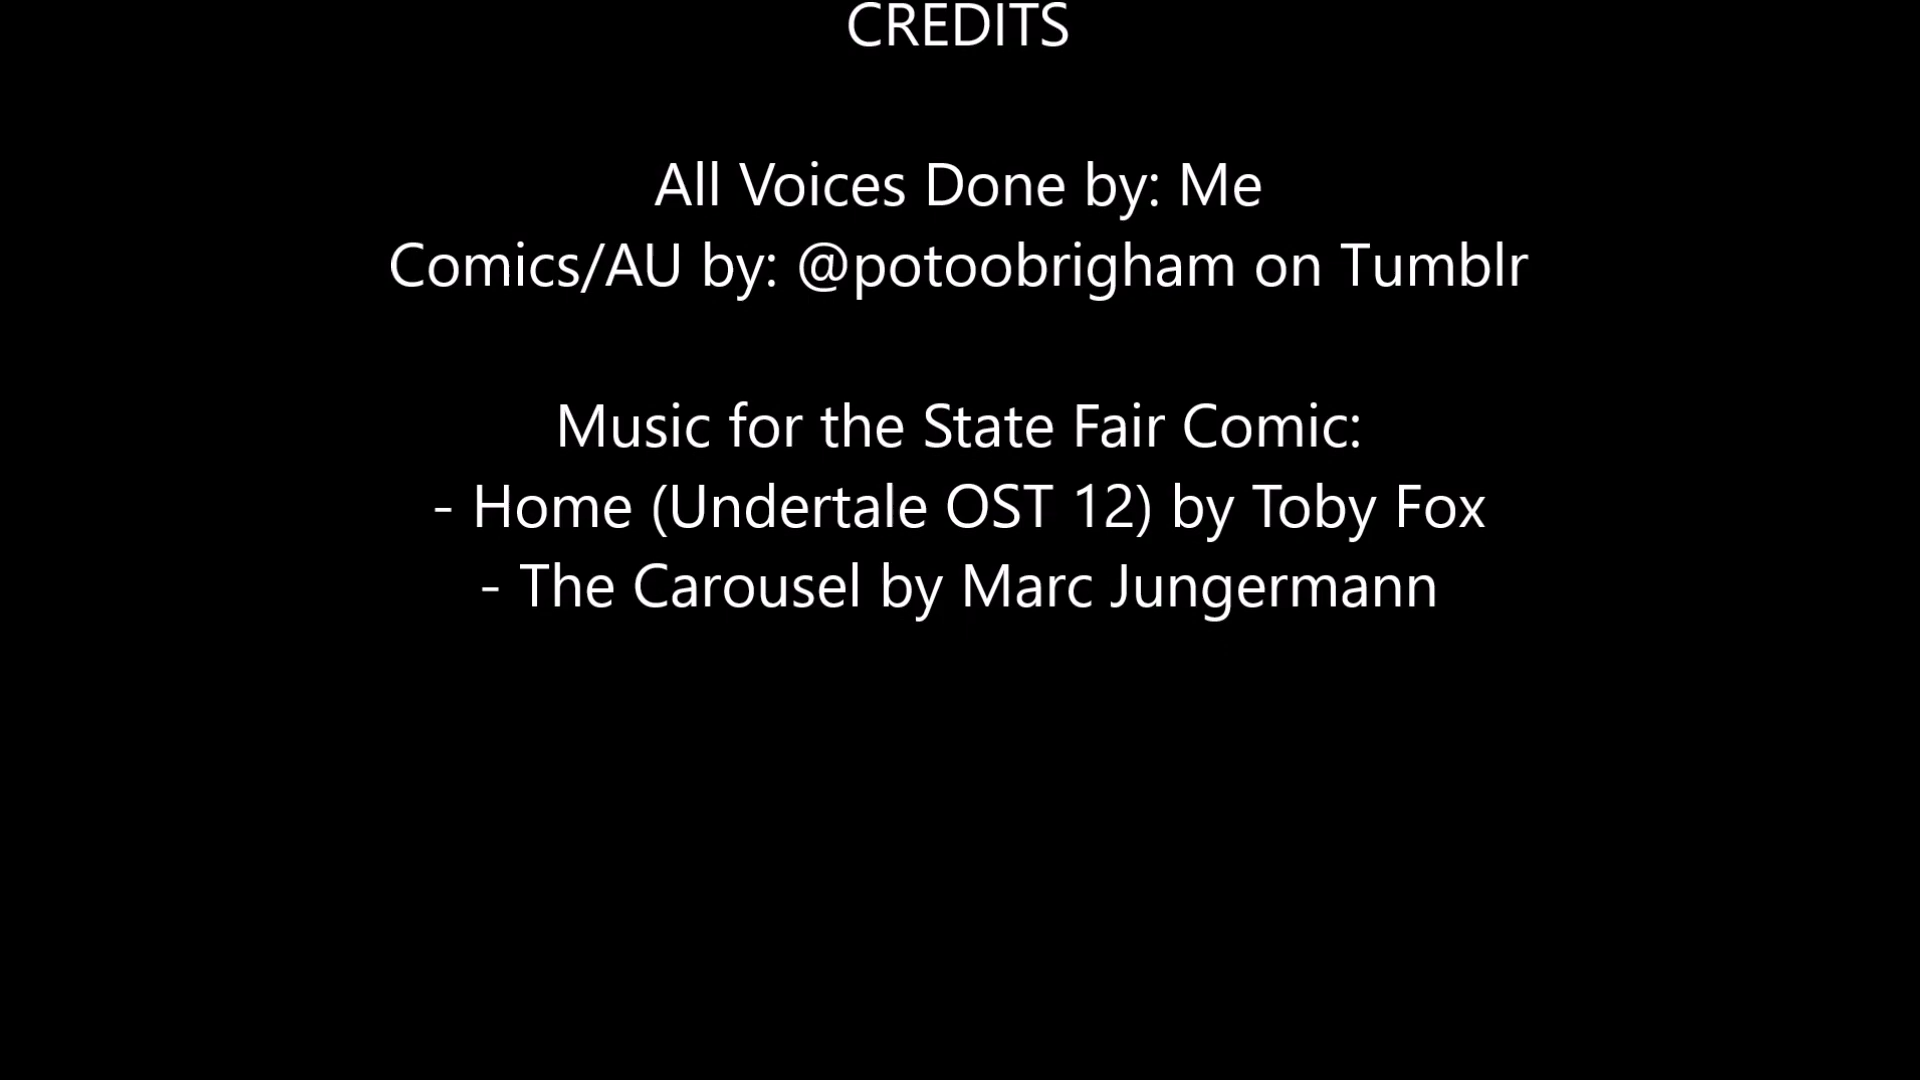 CREDITS
All Voices Done by: Me
Comics/AU by: @potoobrigham on Tumblr
Music for the State Fair Comic:
- Home (Undertale OST 12) by Toby Fox
- The Carousel by Marc Jungermann